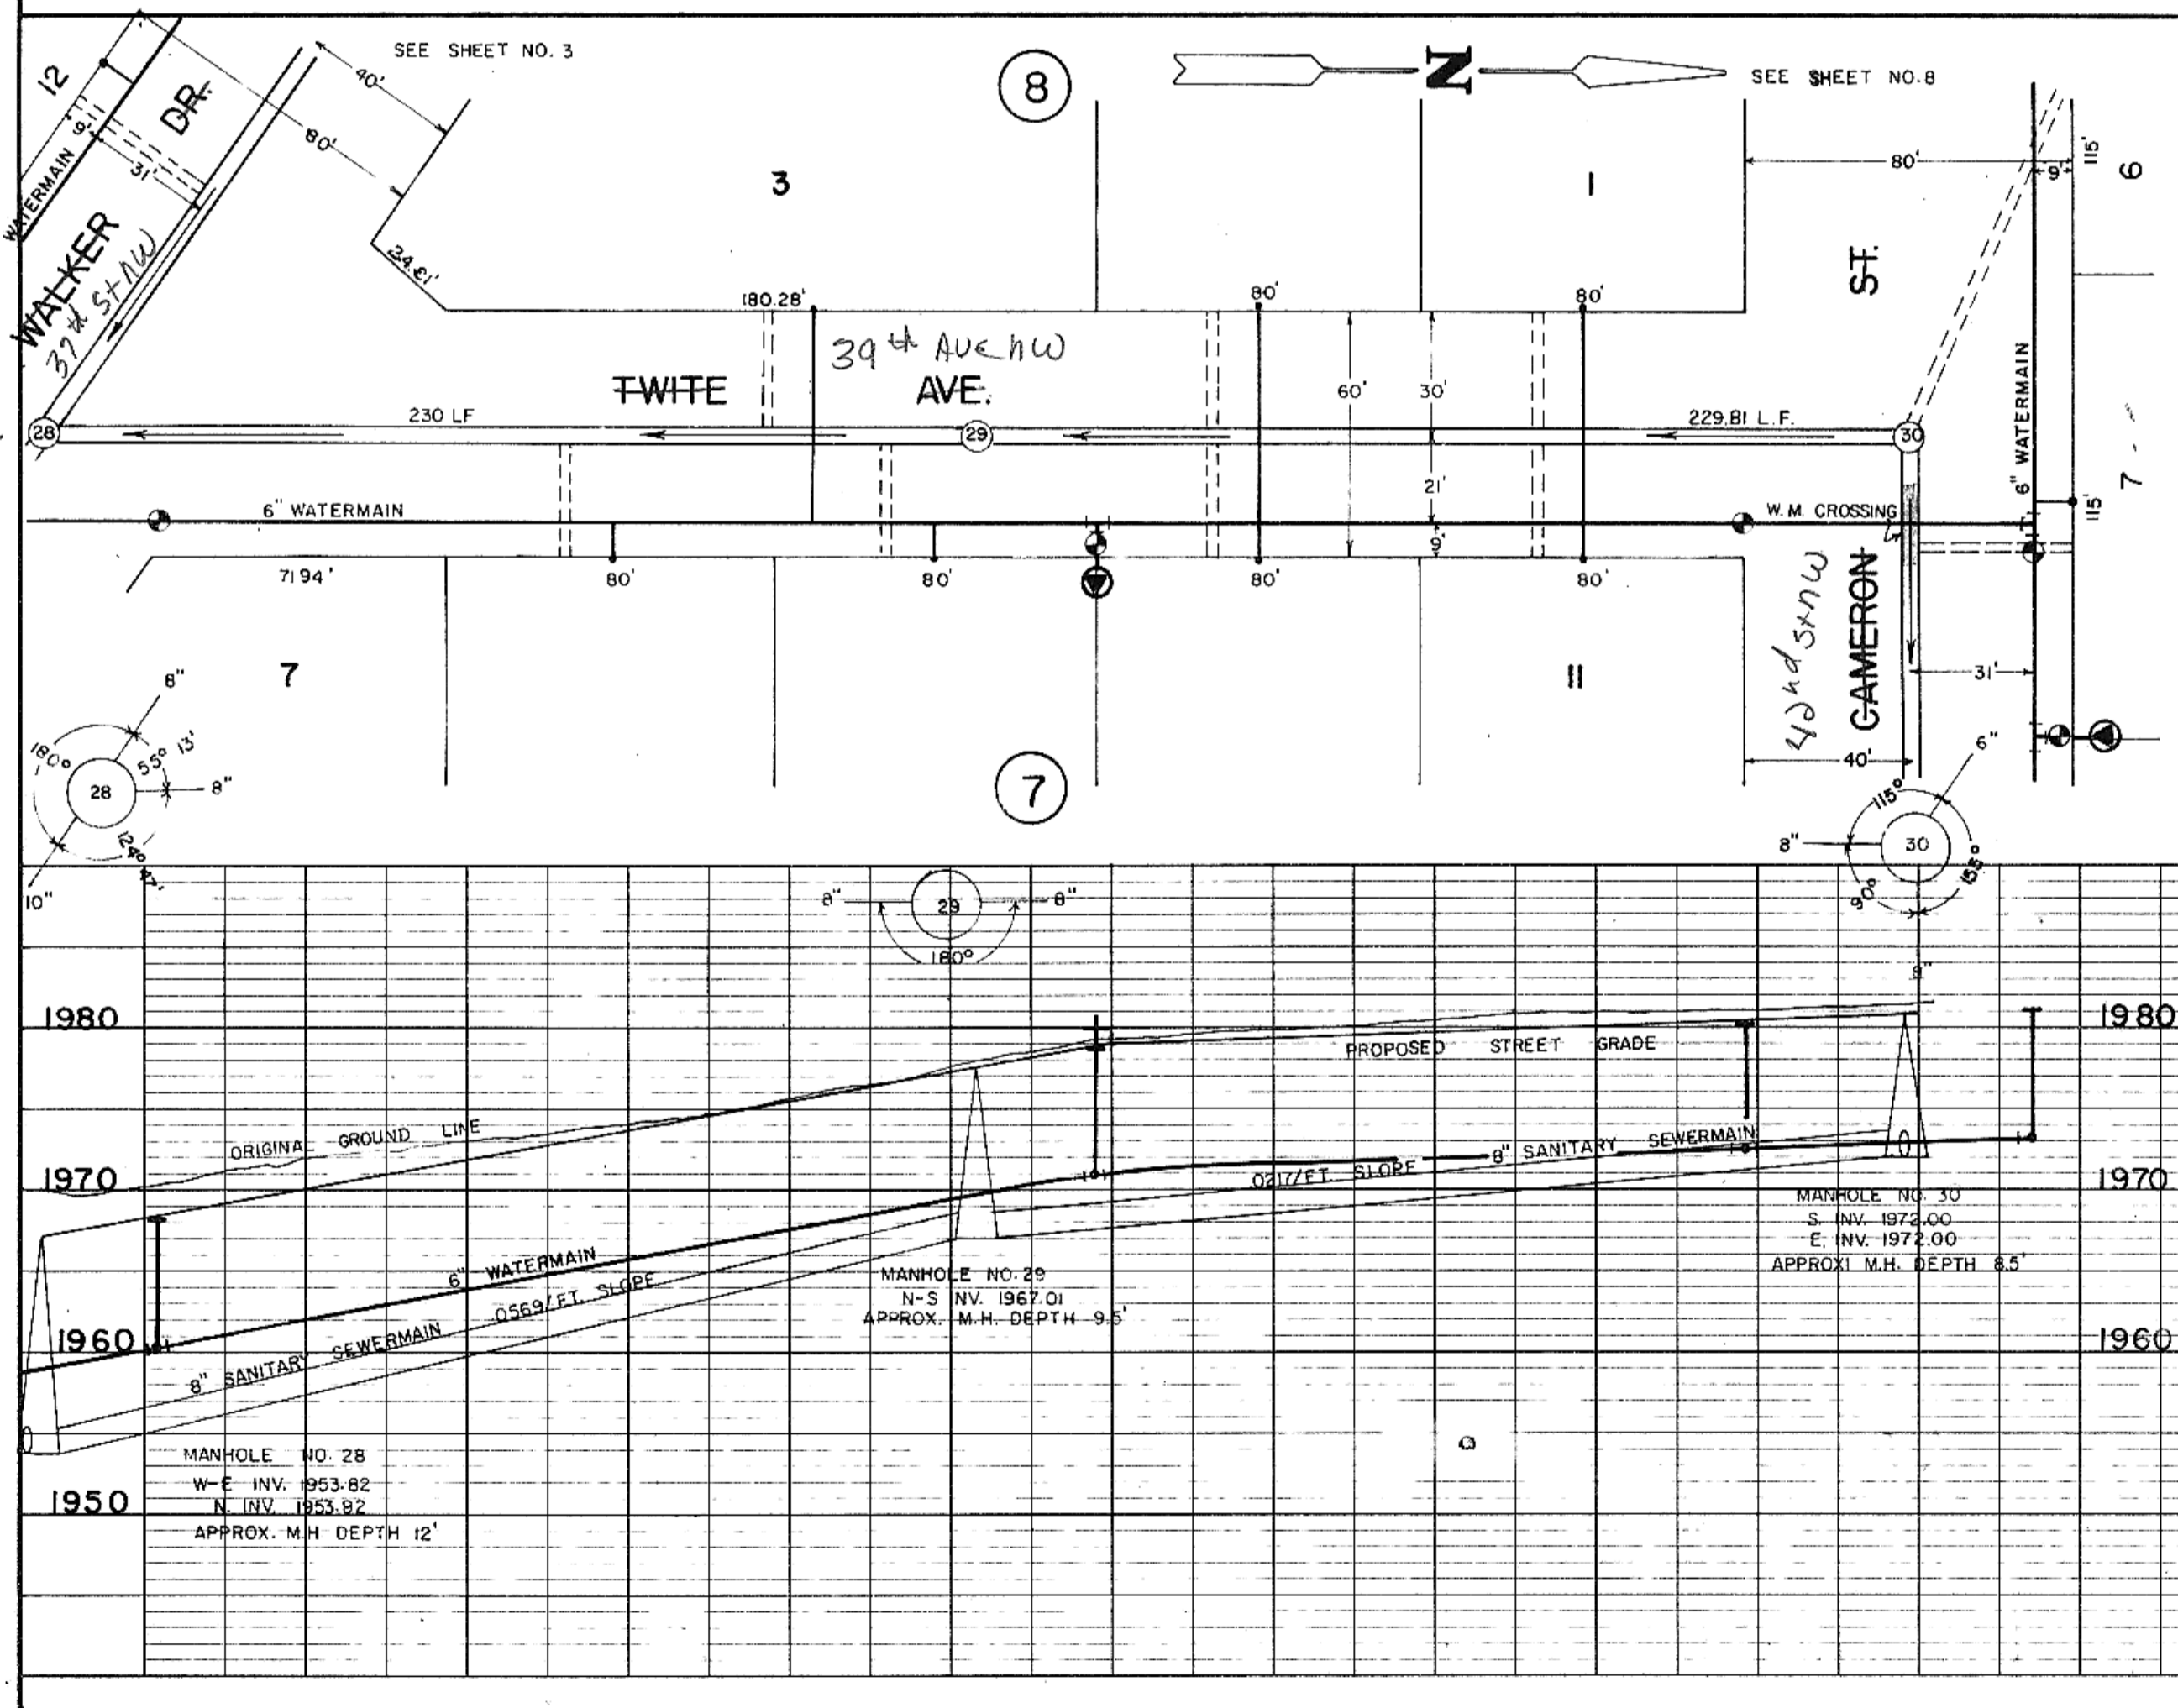 SEE SHEET NO. 3
8
N
SEE SHEET NO. 8
12
DR.
40'
80'
9'
31'
WATERMAIN
WALKER
37th St NW
3
1
80'
9'
115'
6
ST.
180.28'
80'
80'
39th Ave NW
TWITE AVE.
60'
30'
6" WATERMAIN
28
230 LF
29
229.81 L.F.
30
21'
6" WATERMAIN
W.M. CROSSING
9'
7
115'
7194'
80'
80'
80'
80'
42nd St NW
CAMERON
31'
7
11
40'
7
8"
180°
55° 13'
28
8"
124° 47'
10"
6"
115°
8"
30
155°
90°
8"
8"
29
8"
180°
1980
1980
PROPOSED STREET GRADE
ORIGINA GROUND LINE
8" SANITARY SEWERMAIN
1970
.0217/FT. SLOPE
1970
MANHOLE NO. 30
S. INV. 1972.00
E. INV. 1972.00
APPROX M.H. DEPTH 8.5'
6" WATERMAIN
.0569/FT. SLOPE
MANHOLE NO. 29
N-S INV. 1967.01
APPROX. M.H. DEPTH 9.5'
1960
1960
8" SANITARY SEWERMAIN
MANHOLE NO. 28
W-E INV. 1953.82
N. INV. 1953.82
1950
APPROX. M.H DEPTH 12'